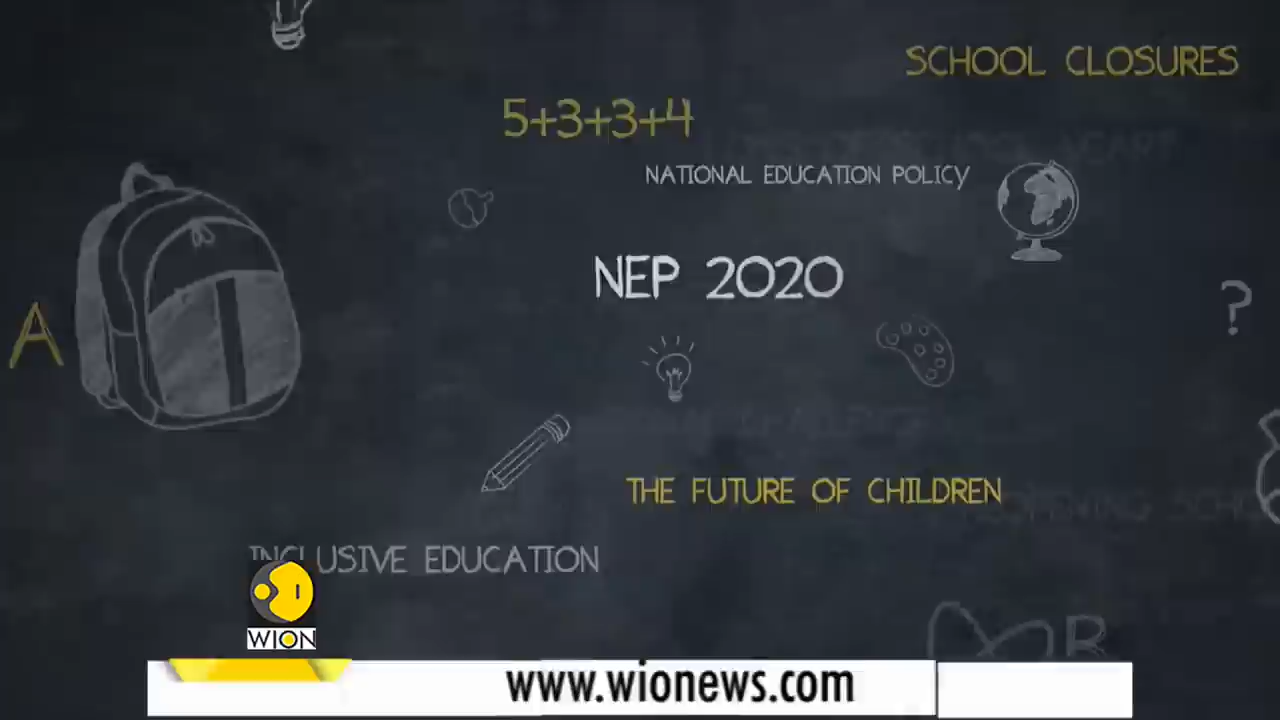 SCHOOL CLOSURES
5+3+3+4
NATIONAL EDUCATION POLICY
NEP 2020
?
A
THE FUTURE OF CHILDREN
INCLUSIVE EDUCATION
B
WION
www.wionews.com